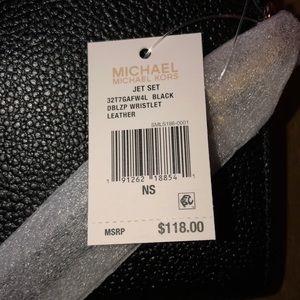 MICHAEL
MICHAEL KORS
JET SET
32T7GAFW4L BLACK
DBLZP WRISTLET
LEATHER
SMLS186-0001
1 91262 18854 1
NS
MSRP $118.00